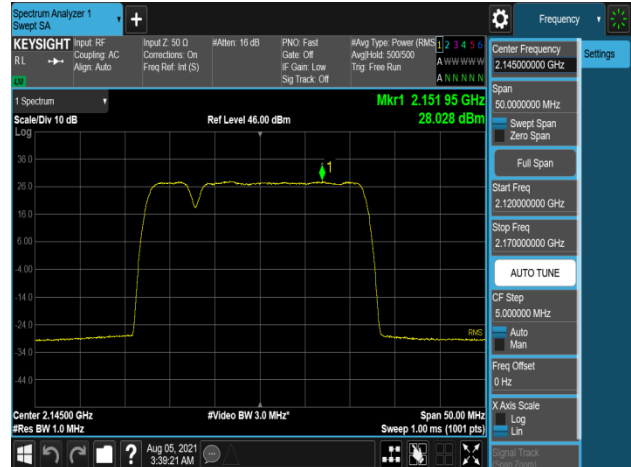 Spectrum Analyzer 1
Swept SA
Frequency
KEYSIGHT
RL
Input: RF
Coupling: AC
Align: Auto
Input Z: 50 Ω
Corrections: On
Freq Ref: Int (S)
#Atten: 16 dB
PNO: Fast
Gate: Off
IF Gain: Low
Sig Track: Off
#Avg Type: Power (RMS
Avg|Hold: 500/500
Trig: Free Run
1 2 3 4 5 6
A W W W W W
A N N N N N
1 Spectrum
Scale/Div 10 dB
Ref Level 46.00 dBm
Mkr1 2.151 95 GHz
28.028 dBm
Log
36.0
26.0
16.0
6.00
-4.00
-14.0
-24.0
-34.0
-44.0
1
RMS
Center 2.14500 GHz
#Res BW 1.0 MHz
#Video BW 3.0 MHz*
Span 50.00 MHz
Sweep 1.00 ms (1001 pts)
Aug 05, 2021
3:39:21 AM
Center Frequency
2.145000000 GHz
Settings
Span
50.0000000 MHz
Swept Span
Zero Span
Full Span
Start Freq
2.120000000 GHz
Stop Freq
2.170000000 GHz
AUTO TUNE
CF Step
5.000000 MHz
Auto
Man
Freq Offset
0 Hz
X Axis Scale
Log
Lin
Signal Track
(Span Zoom)